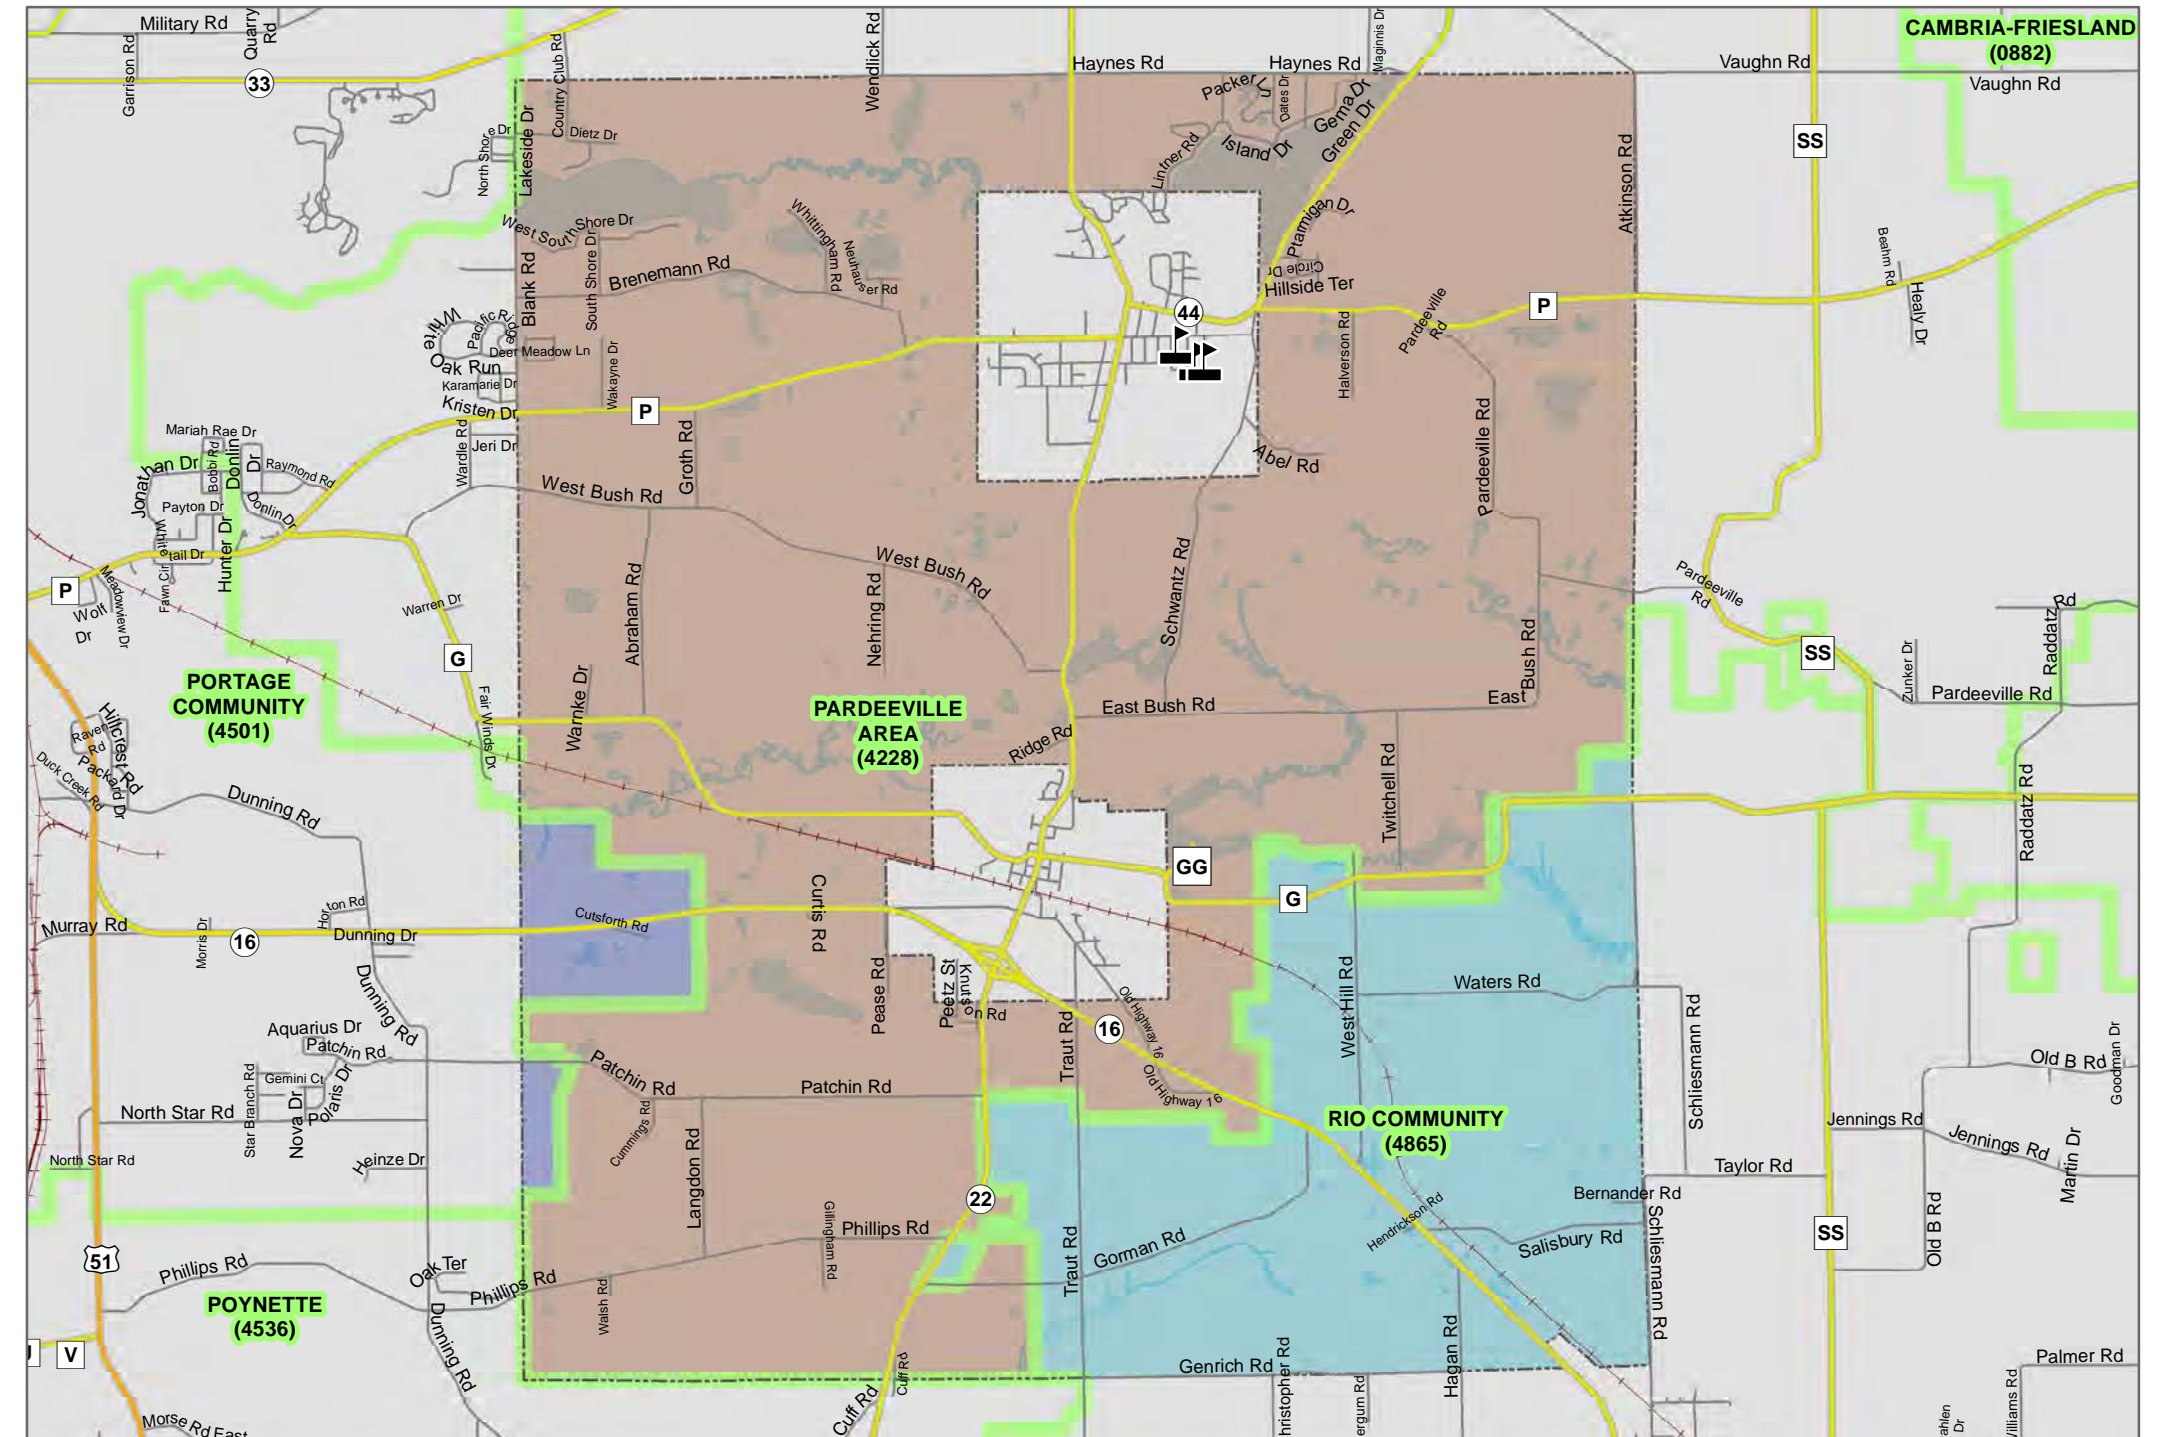 Military Rd
Quarry
Rd
Garrison Rd
33
Country Club Rd
Wendlick Rd
Haynes Rd
Haynes Rd
Maginnis Dr
Vaughn Rd
Vaughn Rd
CAMBRIA-FRIESLAND
(0882)
SS
North Shore Dr
Lakeside Dr
Dietz Dr
Packer Ln
Oates Dr
Gema Dr
Green Dr
Island Dr
Lintner Rd
Atkinson Rd
West South Shore Dr
South Shore Dr
Whittingham Rd
Neuhauser Rd
Ptarmigan Dr
Circle Dr
Hillside Ter
Blank Rd
Brenemann Rd
44
Halverson Rd
Pardeeville
Rd
P
Beahm Rd
Healy Dr
White Oak Run
Pacific Ridge
Deer Meadow Ln
Karamarie Dr
Kristen Dr
Wakayne Dr
P
Mariah Rae Dr
Jonathan Dr
Bobbi Rd
Donlin
Dr
Raymond Rd
Wardle Rd
Jeri Dr
Groth Rd
Abel Rd
Pardeeville Rd
Payton Dr
Donlin Dr
West Bush Rd
White tail Dr
Hunter Dr
Fawn Cir
Meadowview Dr
P
Wolf
Dr
Warren Dr
Abraham Rd
Nehring Rd
West Bush Rd
Schwantz Rd
Pardeeville
Rd
Rd
Raddatz
G
Bush Rd
SS
Zunker Dr
Pardeeville Rd
PORTAGE
COMMUNITY
(4501)
Fair Winds Dr
Warnke Dr
PARDEEVILLE
AREA
(4228)
East Bush Rd
East
Ridge Rd
Hillcrest Rd
Raven
Rd
Packard Dr
Duck Creek Rd
Dunning Rd
Twitchell Rd
Raddatz Rd
GG
G
Murray Rd
16
Morris Dr
Horton Rd
Dunning Dr
Cutsforth Rd
Curtis Rd
Dunning Rd
Pease Rd
Peetz St
Knutson Rd
Traut Rd
Old Highway 16
16
Old Highway 16
West Hill Rd
Waters Rd
Schliesmann Rd
Aquarius Dr
Patchin Rd
Gemini Ct
Star Branch Rd
Nova Dr
Polaris Dr
North Star Rd
North Star Rd
Heinze Dr
Patchin Rd
Patchin Rd
Cummings Rd
Langdon Rd
RIO COMMUNITY
(4865)
Old B Rd
Goodman Dr
Jennings Rd
Jennings Rd
Martin Dr
Taylor Rd
Bernander Rd
22
Gillingham Rd
Phillips Rd
Hendrickson Rd
Salisbury Rd
Schliesmann Rd
SS
Old B Rd
51
Phillips Rd
Oak Ter
Phillips Rd
Walsh Rd
Traut Rd
Gorman Rd
POYNETTE
(4536)
V
Dunning Rd
Cuff Rd
Cuff Rd
Genrich Rd
Hagan Rd
Palmer Rd
Morse Rd East